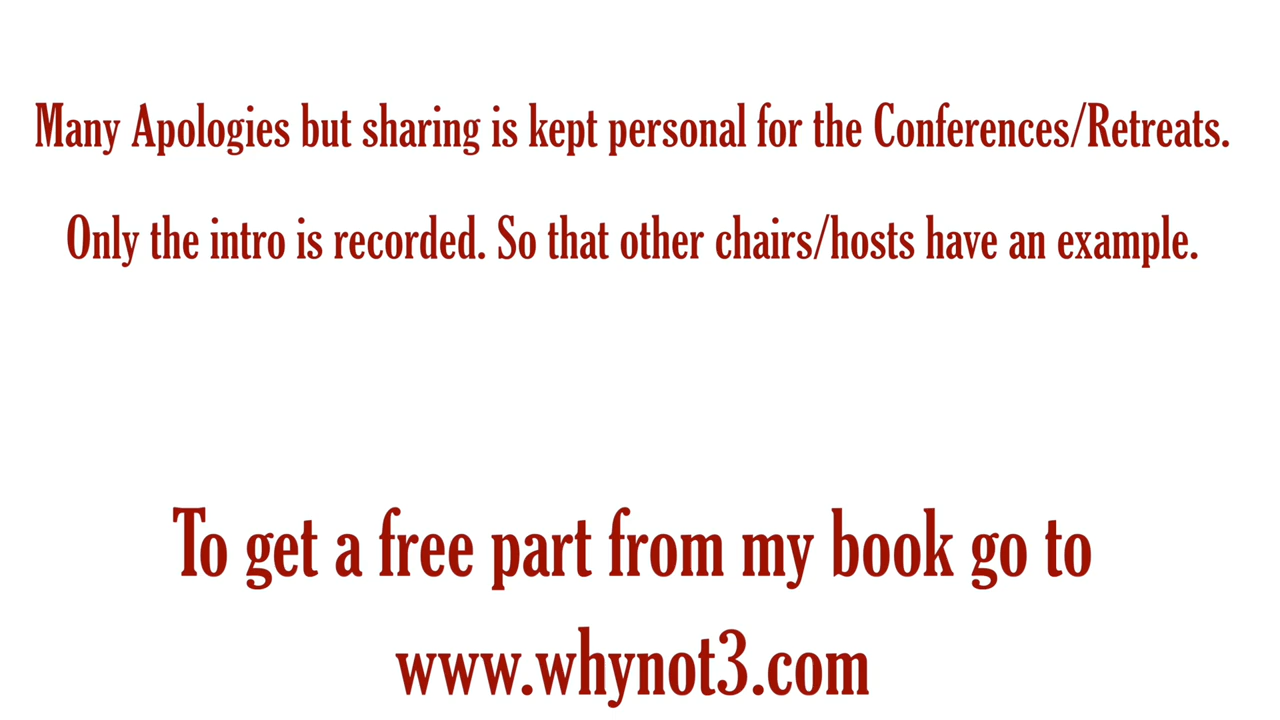 Many Apologies but sharing is kept personal for the Conferences/Retreats.
Only the intro is recorded. So that other chairs/hosts have an example.
To get a free part from my book go to
www.whynot3.com